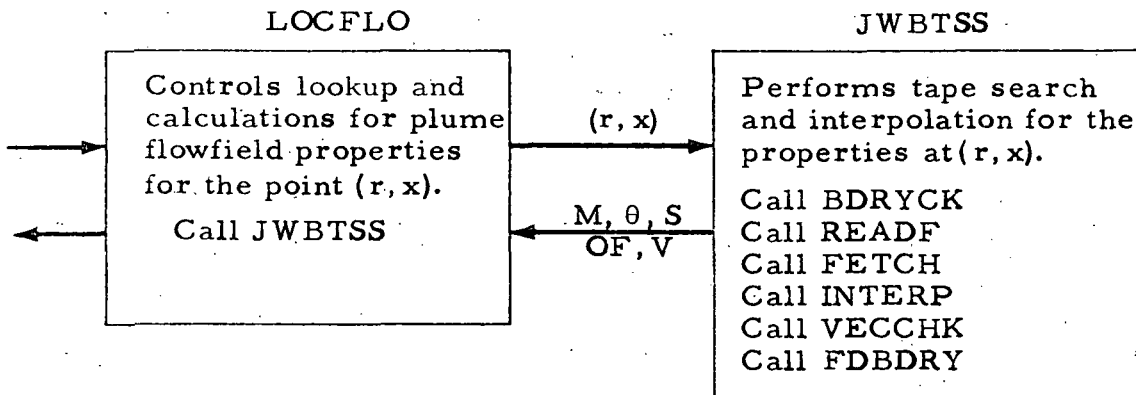 LOCFLO
Controls lookup and
calculations for plume
flowfield properties
for the point (r, x).
Call JWBTSS
(r, x)
M, θ, S
OF, V
JWBTSS
Performs tape search
and interpolation for the
properties at (r, x).
Call BDRYCK
Call READF
Call FETCH
Call INTERP
Call VECCHK
Call FDBDRY